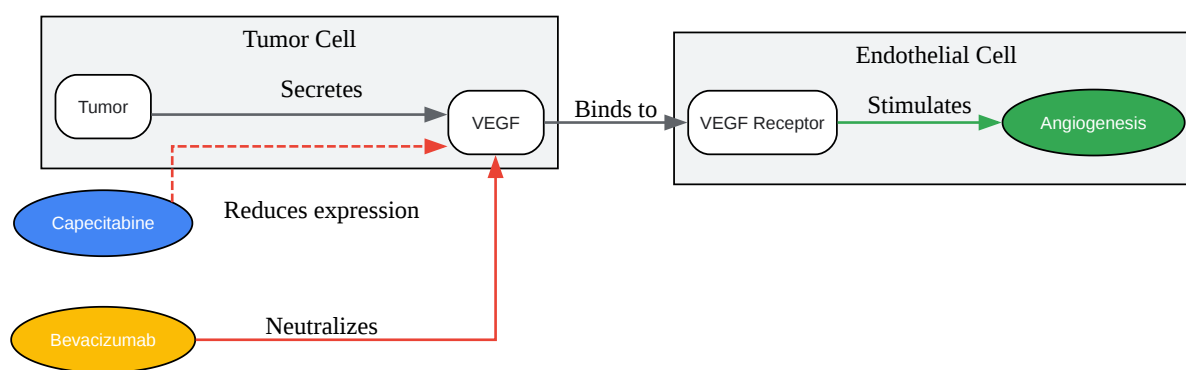 Tumor Cell
Endothelial Cell
Secretes
Tumor
VEGF
Binds to
VEGF Receptor
Stimulates
Angiogenesis
Reduces expression
Capecitabine
Neutralizes
Bevacizumab